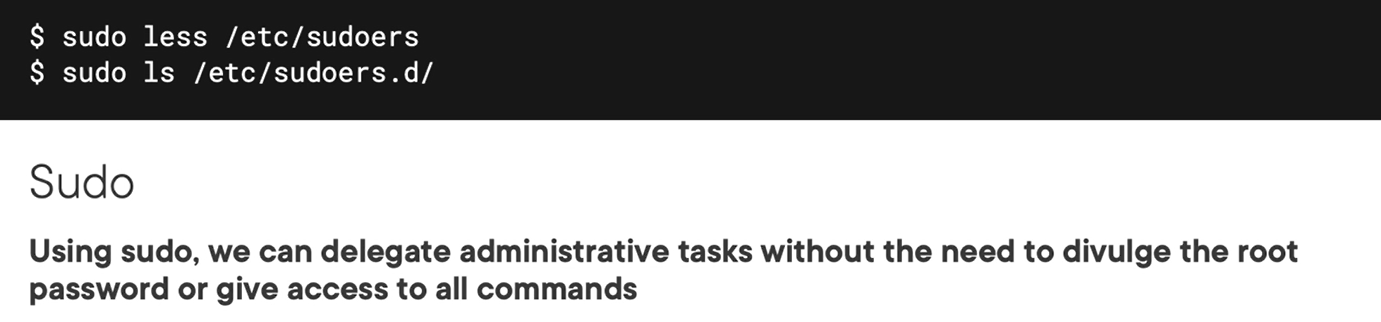 $ sudo less /etc/sudoers
$ sudo ls /etc/sudoers.d/
Sudo
Using sudo, we can delegate administrative tasks without the need to divulge the root
password or give access to all commands